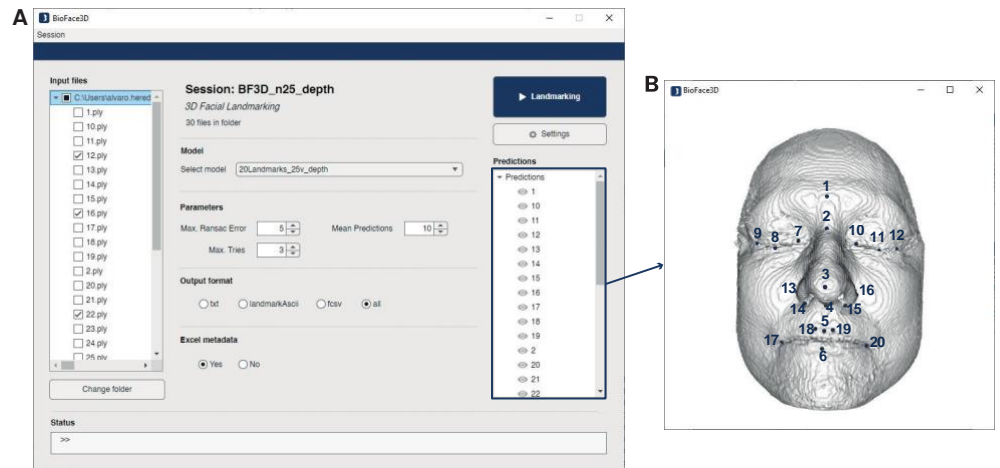 A
BioFace3D
Session
Input files
C:\Users\alvaro.hered
1.ply
10.ply
11.ply
12.ply
13.ply
14.ply
15.ply
16.ply
17.ply
18.ply
19.ply
2.ply
20.ply
21.ply
22.ply
23.ply
24.ply
25.ply
Change folder
Session: BF3D_n25_depth
3D Facial Landmarking
30 files in folder
Model
Select model 20Landmarks_25v_depth
Parameters
Max. Ransac Error 5 Mean Predictions 10
Max. Tries 3
Output format
txt landmarkAscii fcsv all
Excel metadata
Yes No
Landmarking
Settings
Predictions
Predictions
1
10
11
12
13
14
15
16
17
18
19
2
20
21
22
Status
>>
B
BioFace3D
1
2
9 8 7 10 11 12
3
13 16
14 4 15
18 5 19
17 20
6